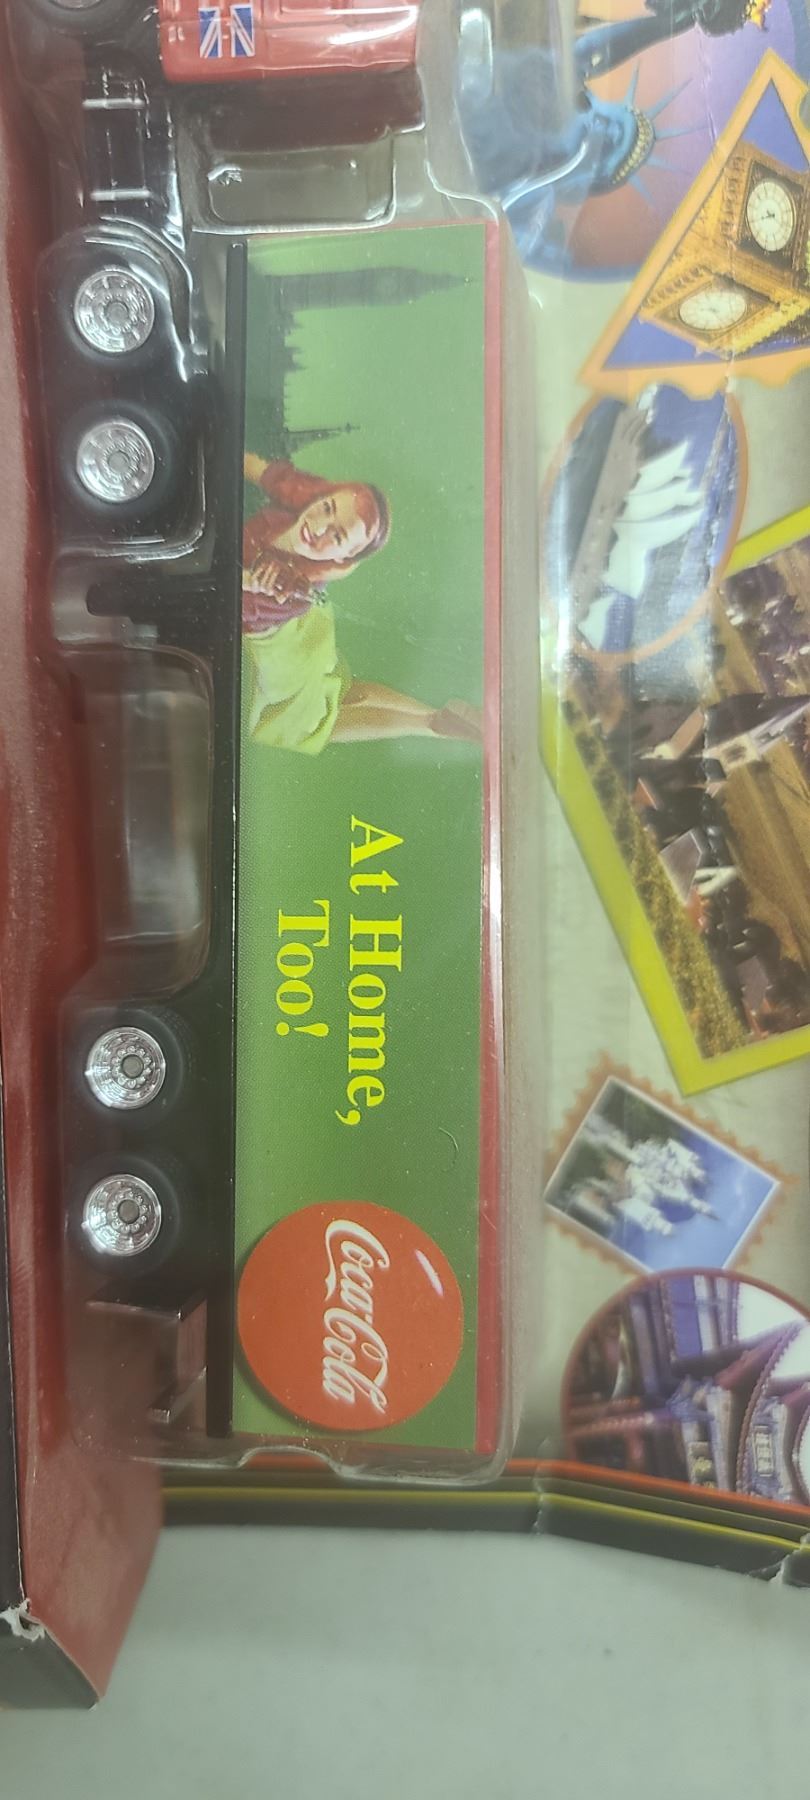 At Home,
Too!
Coca-Cola